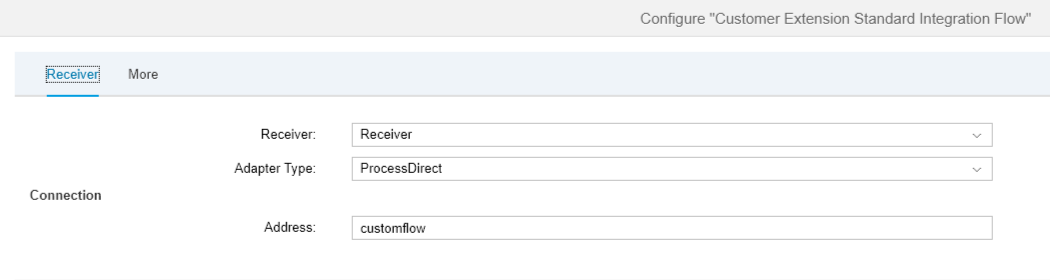 Configure "Customer Extension Standard Integration Flow"
Receiver More
Receiver: Receiver
Adapter Type: ProcessDirect
Connection
Address: customflow